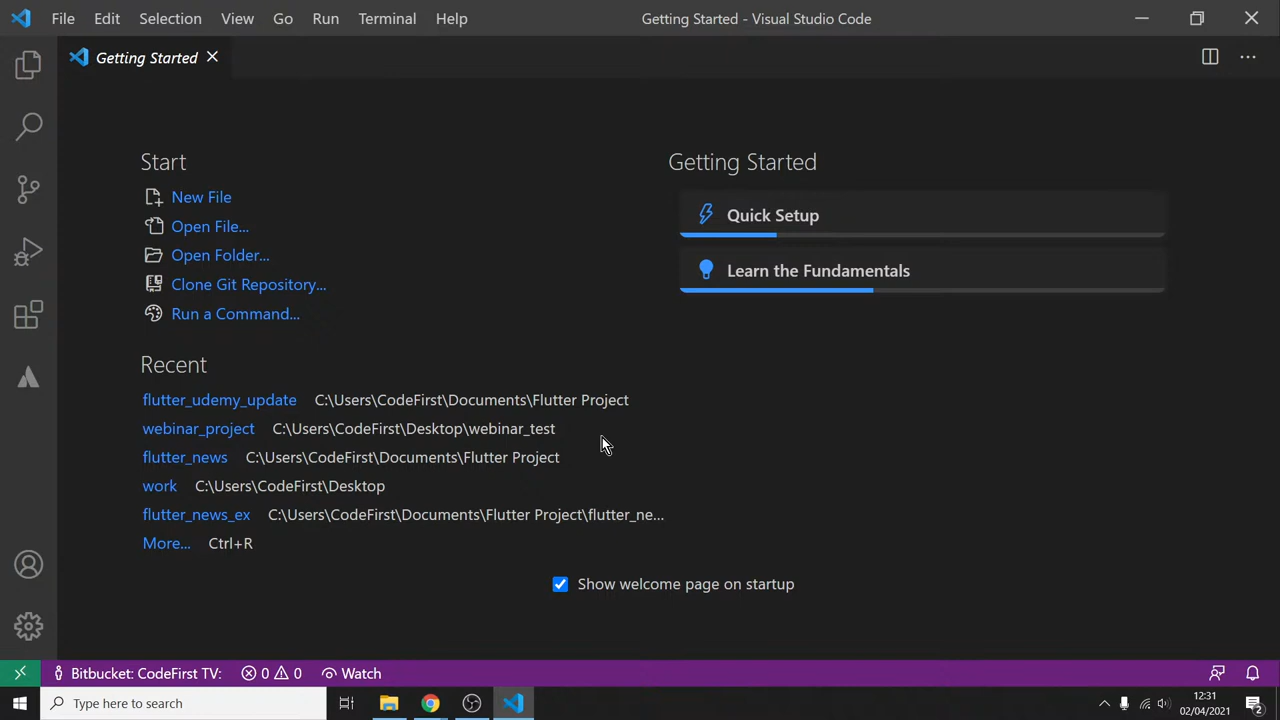 File Edit Selection View Go Run Terminal Help Getting Started - Visual Studio Code
Getting Started
Start
New File
Open File...
Open Folder...
Clone Git Repository...
Run a Command...
Getting Started
Quick Setup
Learn the Fundamentals
Recent
flutter_udemy_update C:\Users\CodeFirst\Documents\Flutter Project
webinar_project C:\Users\CodeFirst\Desktop\webinar_test
flutter_news C:\Users\CodeFirst\Documents\Flutter Project
work C:\Users\CodeFirst\Desktop
flutter_news_ex C:\Users\CodeFirst\Documents\Flutter Project\flutter_ne...
More... Ctrl+R
Show welcome page on startup
Bitbucket: CodeFirst TV: 0 0 Watch
Type here to search
12:31
02/04/2021
2